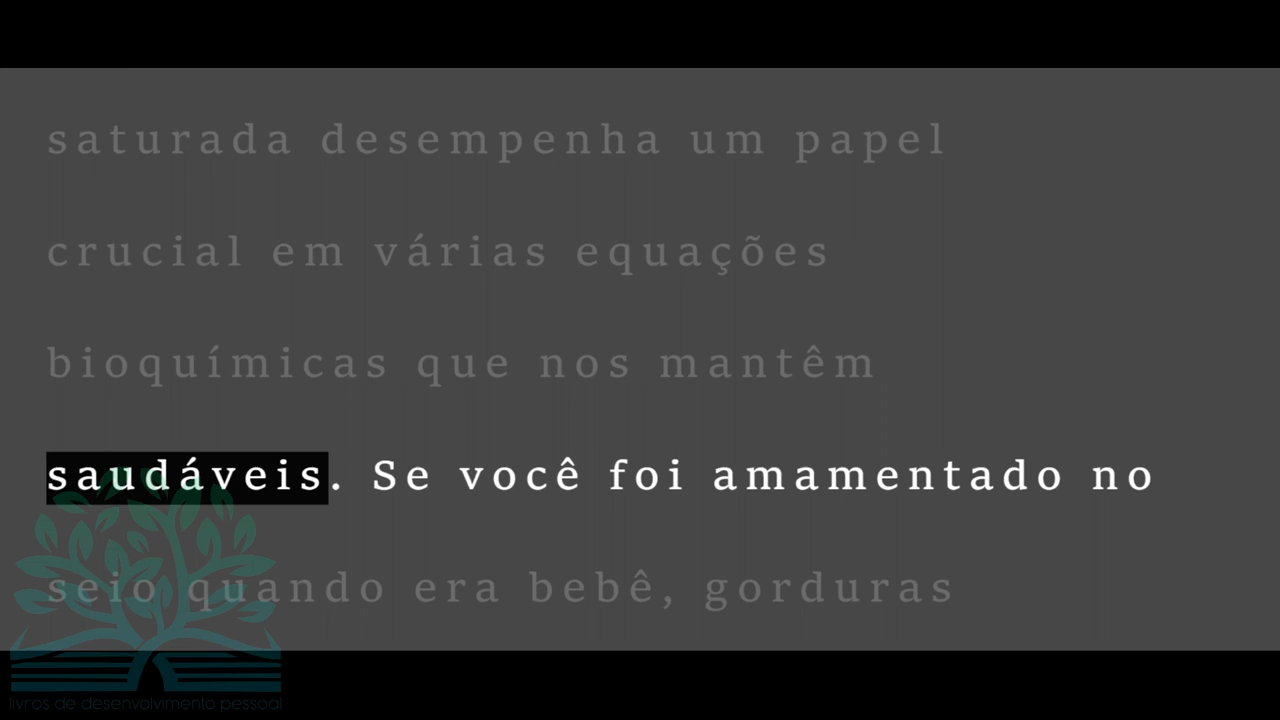 saturada desempenha um papel
crucial em várias equações
bioquímicas que nos mantêm
saudáveis. Se você foi amamentado no
seio quando era bebê, gorduras
livros de desenvolvimento pessoal